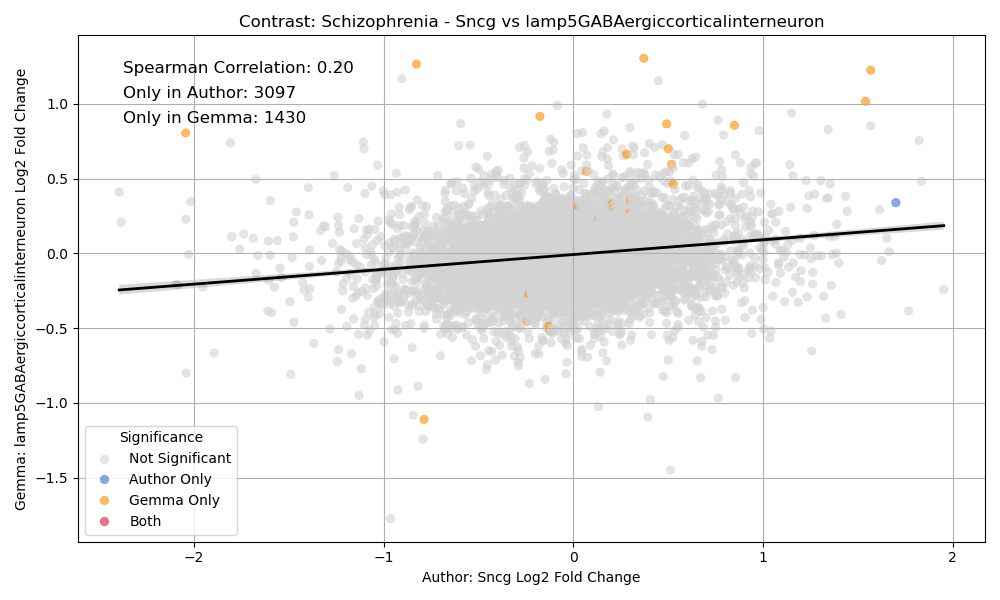 Contrast: Schizophrenia - Sncg vs lamp5GABAergiccorticalinterneuron
Spearman Correlation: 0.20
Only in Author: 3097
Only in Gemma: 1430
Gemma: lamp5GABAergiccorticalinterneuron Log2 Fold Change
1.0
0.5
0.0
−0.5
−1.0
−1.5
Significance
Not Significant
Author Only
Gemma Only
Both
−2
−1
0
1
2
Author: Sncg Log2 Fold Change